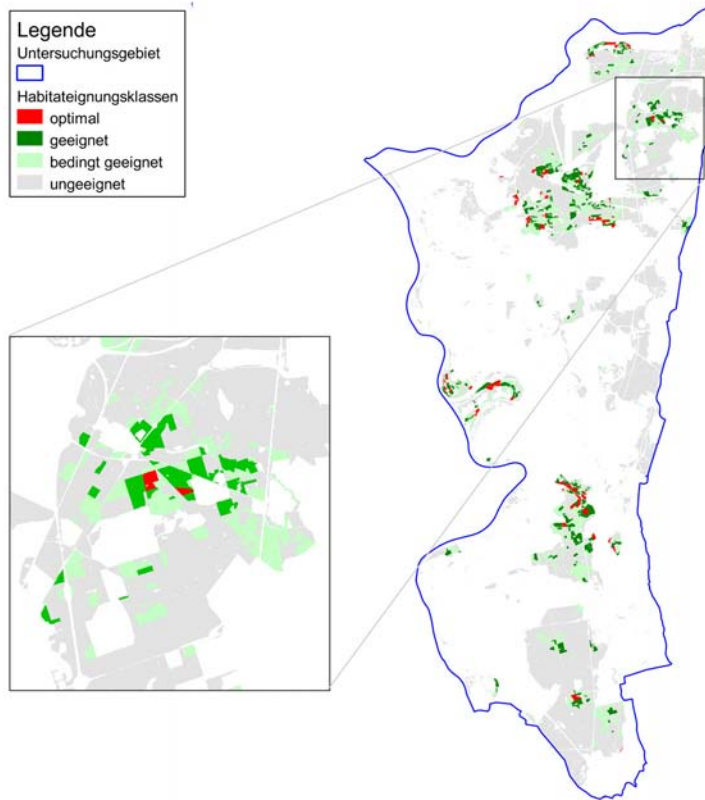 Legende
Untersuchungsgebiet
Habitateignungsklassen
optimal
geeignet
bedingt geeignet
ungeeignet